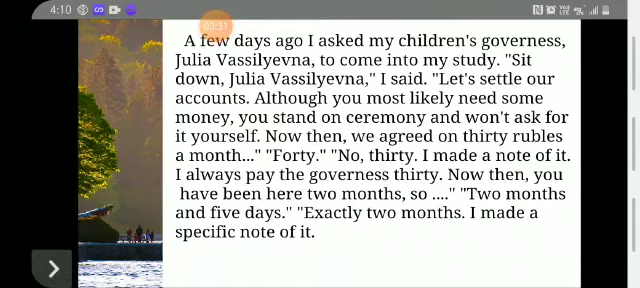 4:10
03:31
A few days ago I asked my children's governess,
Julia Vassilyevna, to come into my study. "Sit
down, Julia Vassilyevna," I said. "Let's settle our
accounts. Although you most likely need some
money, you stand on ceremony and won't ask for
it yourself. Now then, we agreed on thirty rubles
a month..." "Forty." "No, thirty. I made a note of it.
I always pay the governess thirty. Now then, you
have been here two months, so ...." "Two months
and five days." "Exactly two months. I made a
specific note of it.